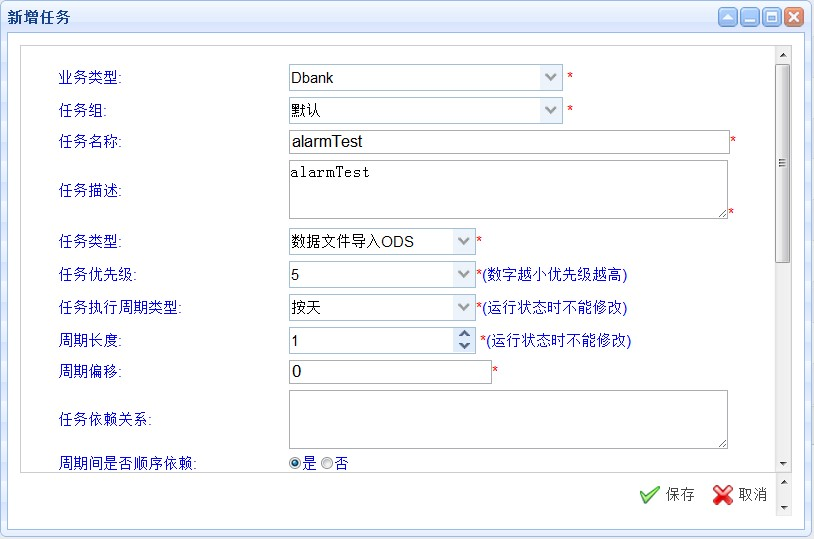 新增任务
业务类型: Dbank *
任务组: 默认 *
任务名称: alarmTest *
任务描述: alarmTest *
任务类型: 数据文件导入ODS *
任务优先级: 5 *(数字越小优先级越高)
任务执行周期类型: 按天 *(运行状态时不能修改)
周期长度: 1 *(运行状态时不能修改)
周期偏移: 0 *
任务依赖关系:
周期间是否顺序依赖: 是 否
保存 取消